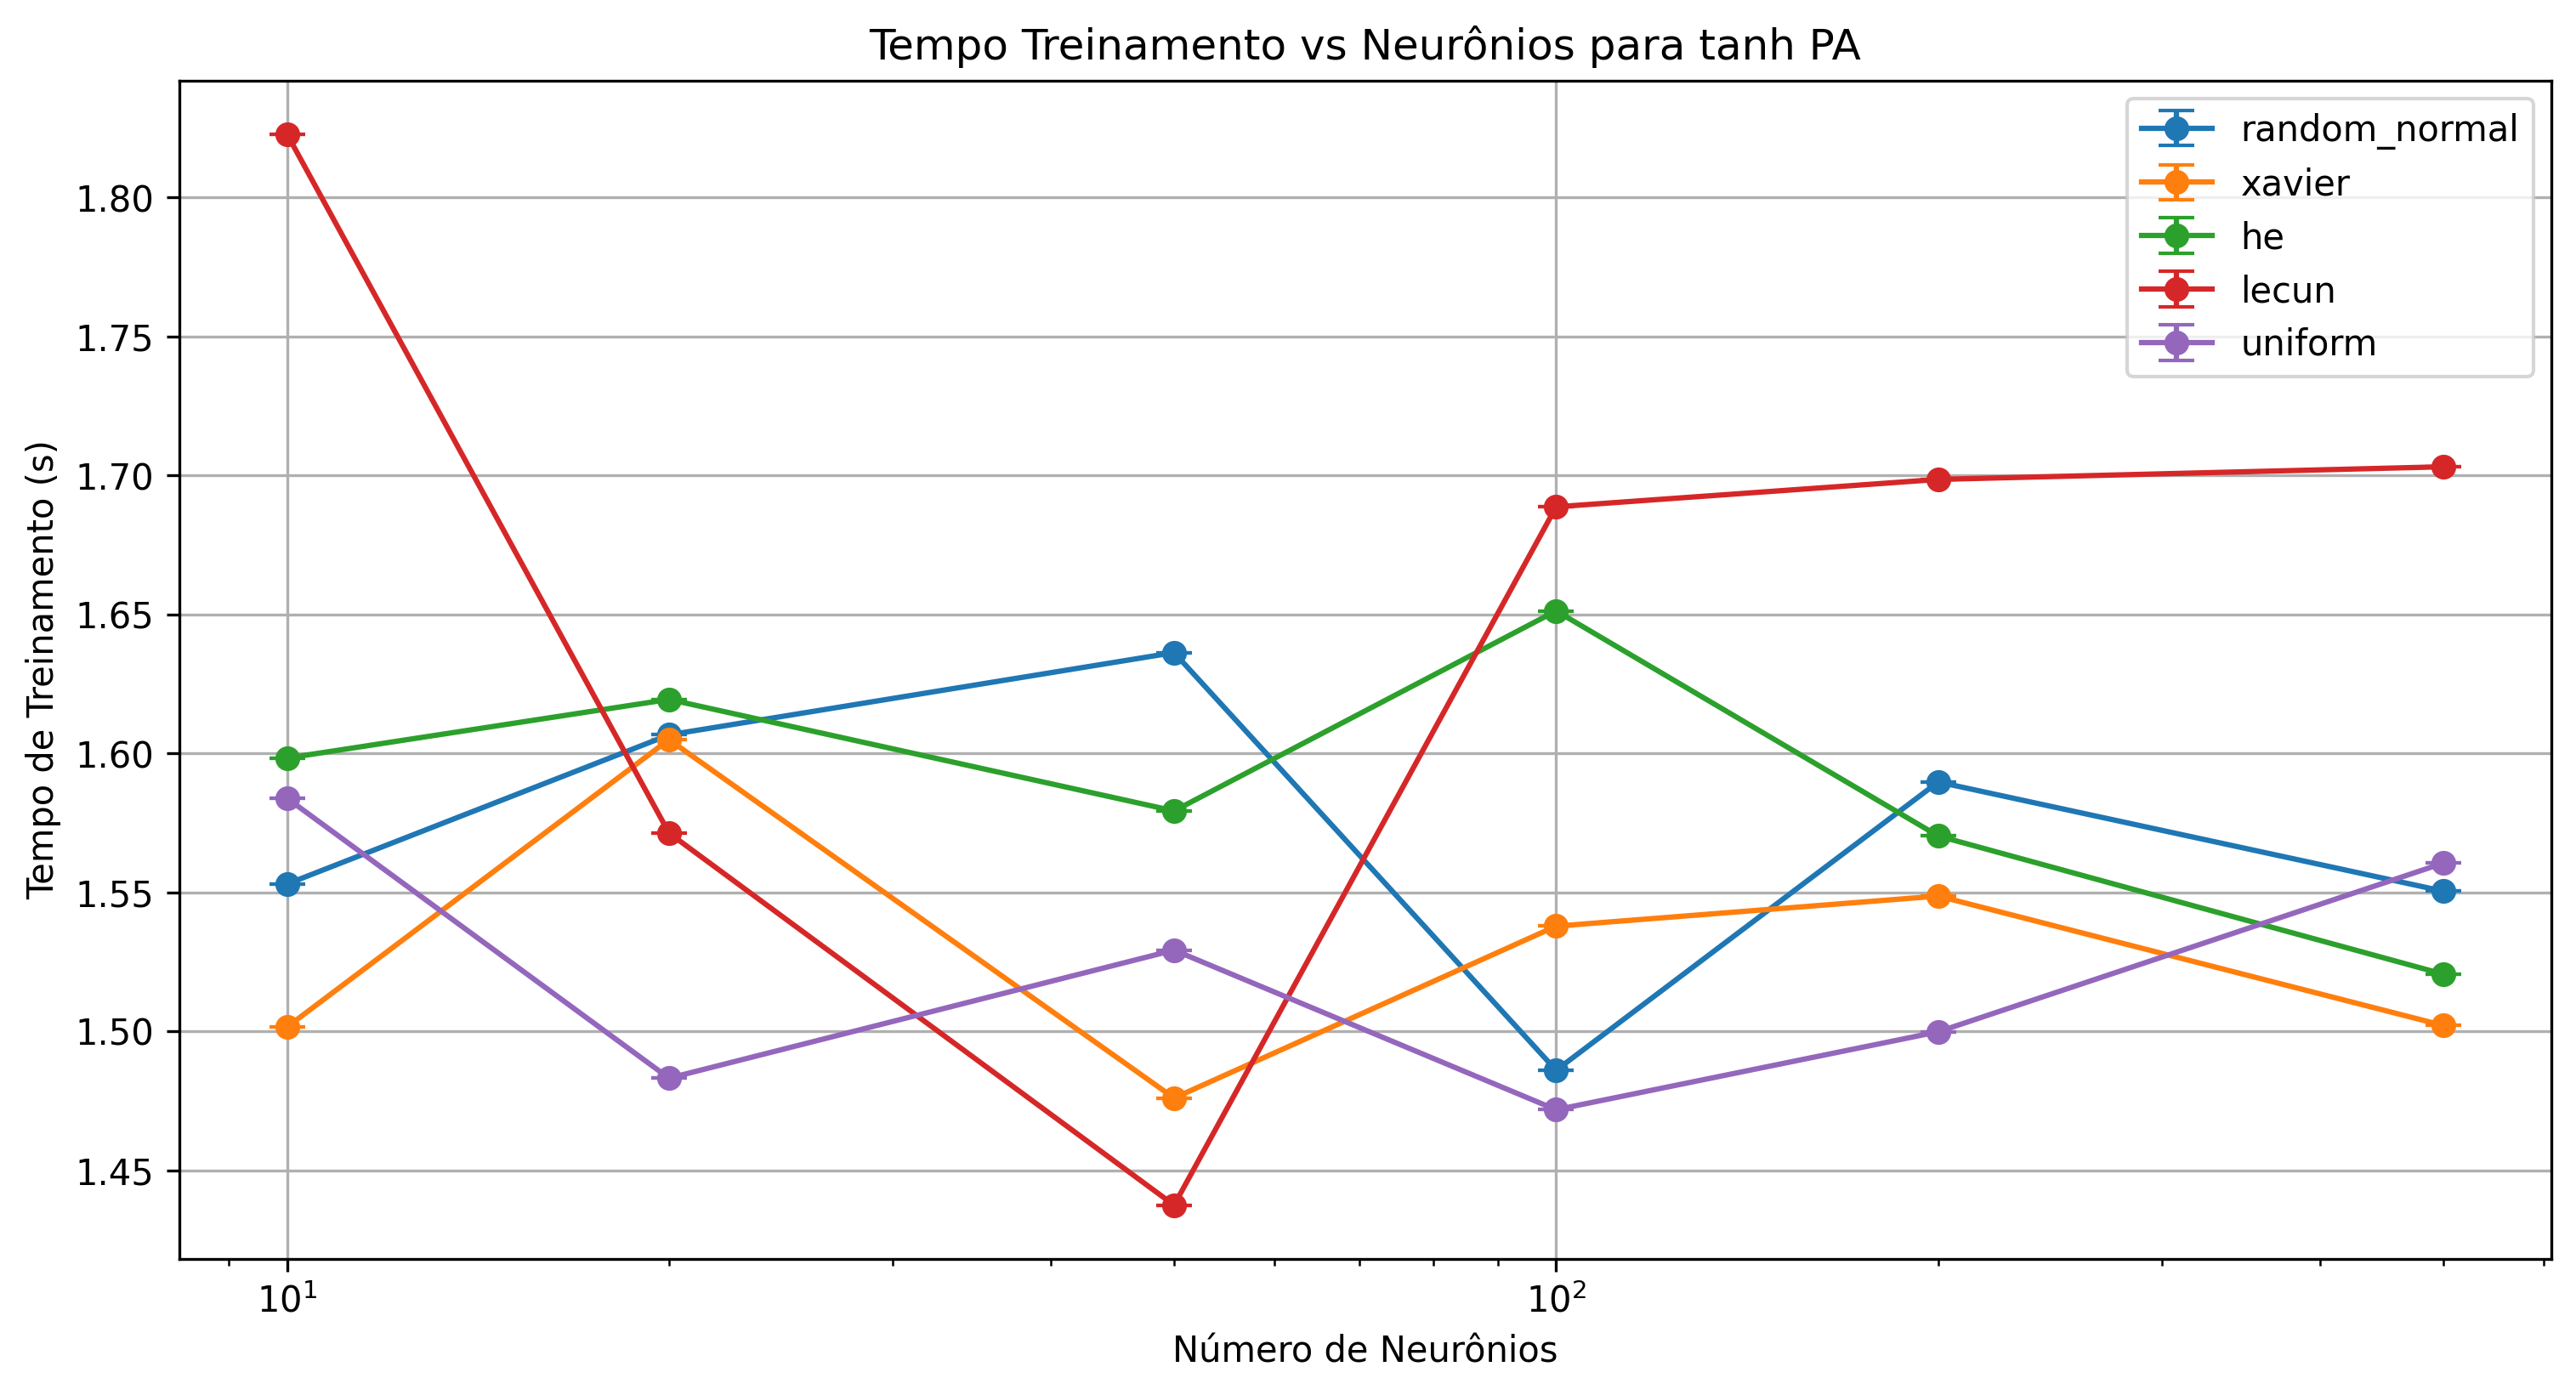 Tempo Treinamento vs Neurônios para tanh PA
random_normal
xavier
he
lecun
uniform
Tempo de Treinamento (s)
1.80
1.75
1.70
1.65
1.60
1.55
1.50
1.45
10¹
10²
Número de Neurônios